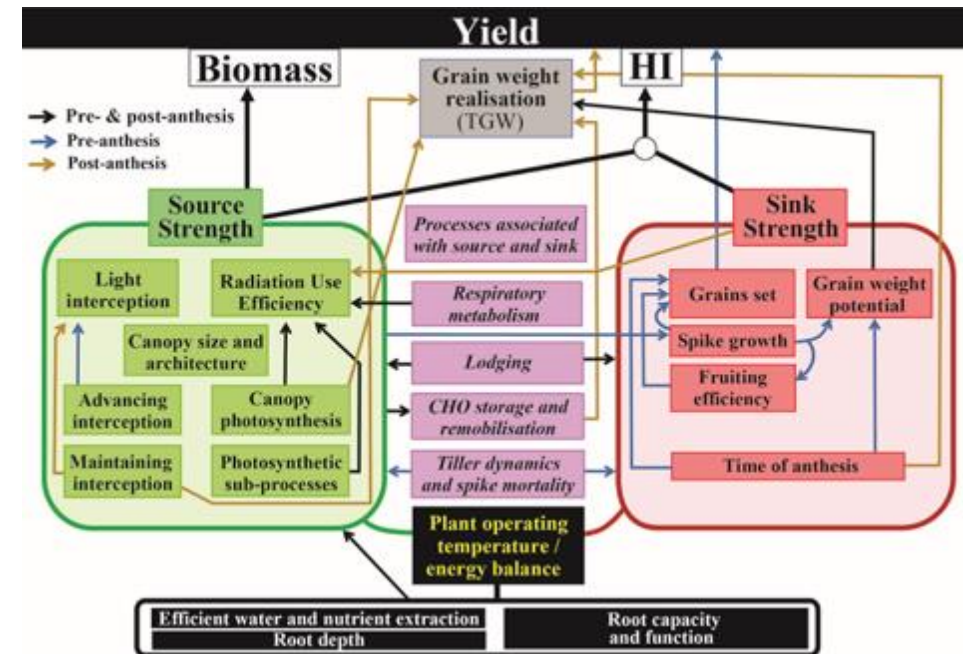 Yield
Biomass
HI
Grain weight
realisation
(TGW)
Pre- & post-anthesis
Pre-anthesis
Post-anthesis
Source
Strength
Sink
Strength
Processes associated
with source and sink
Light
interception
Radiation Use
Efficiency
Respiratory
metabolism
Grains set
Grain weight
potential
Canopy size and
architecture
Lodging
Spike growth
Fruiting
efficiency
Advancing
interception
Canopy
photosynthesis
CHO storage and
remobilisation
Maintaining
interception
Photosynthetic
sub-processes
Tiller dynamics
and spike mortality
Time of anthesis
Plant operating
temperature /
energy balance
Efficient water and nutrient extraction
Root depth
Root capacity
and function